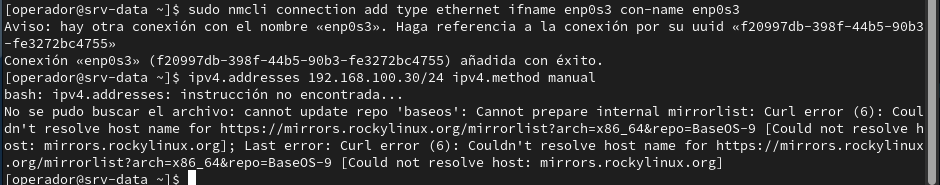 [operador@srv-data ~]$ sudo nmcli connection add type ethernet ifname enp0s3 con-name enp0s3
Aviso: hay otra conexión con el nombre «enp0s3». Haga referencia a la conexión por su uuid «f20997db-398f-44b5-90b3
-fe3272bc4755»
Conexión «enp0s3» (f20997db-398f-44b5-90b3-fe3272bc4755) añadida con éxito.
[operador@srv-data ~]$ ipv4.addresses 192.168.100.30/24 ipv4.method manual
bash: ipv4.addresses: instrucción no encontrada...
No se pudo buscar el archivo: cannot update repo 'baseos': Cannot prepare internal mirrorlist: Curl error (6): Coul
dn't resolve host name for https://mirrors.rockylinux.org/mirrorlist?arch=x86_64&repo=BaseOS-9 [Could not resolve h
ost: mirrors.rockylinux.org]; Last error: Curl error (6): Couldn't resolve host name for https://mirrors.rockylinux
.org/mirrorlist?arch=x86_64&repo=BaseOS-9 [Could not resolve host: mirrors.rockylinux.org]
[operador@srv-data ~]$